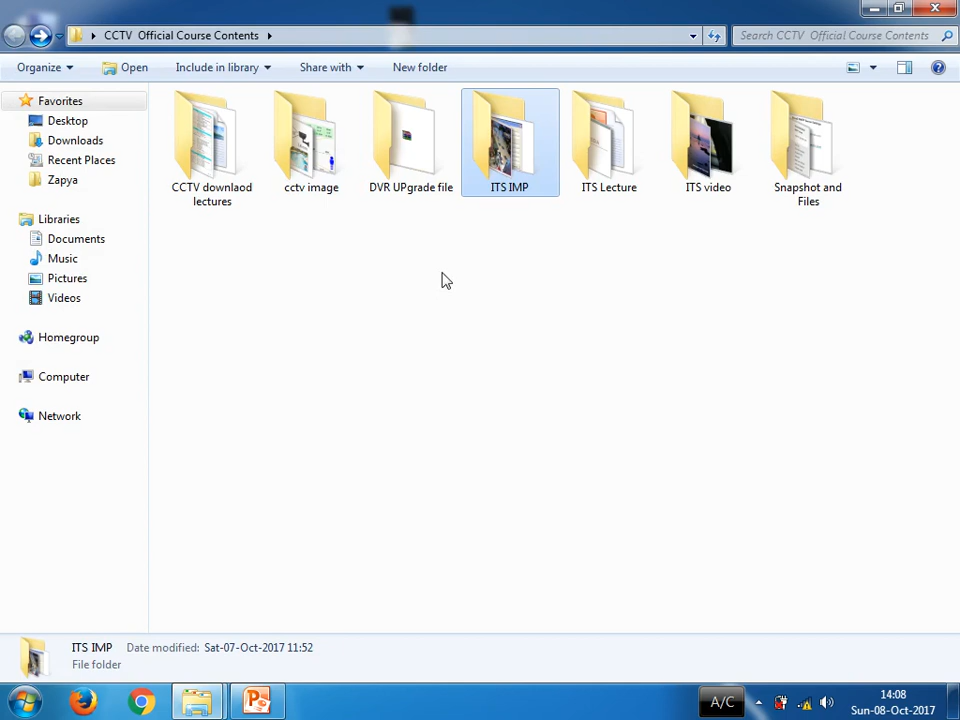 CCTV Official Course Contents
Search CCTV Official Course Contents
Organize
Open
Include in library
Share with
New folder
Favorites
Desktop
Downloads
Recent Places
Zapya
Libraries
Documents
Music
Pictures
Videos
Homegroup
Computer
Network
CCTV downlaod
lectures
cctv image
DVR UPgrade file
ITS IMP
ITS Lecture
ITS video
Snapshot and
Files
ITS IMP Date modified: Sat-07-Oct-2017 11:52
File folder
A/C
14:08
Sun-08-Oct-2017